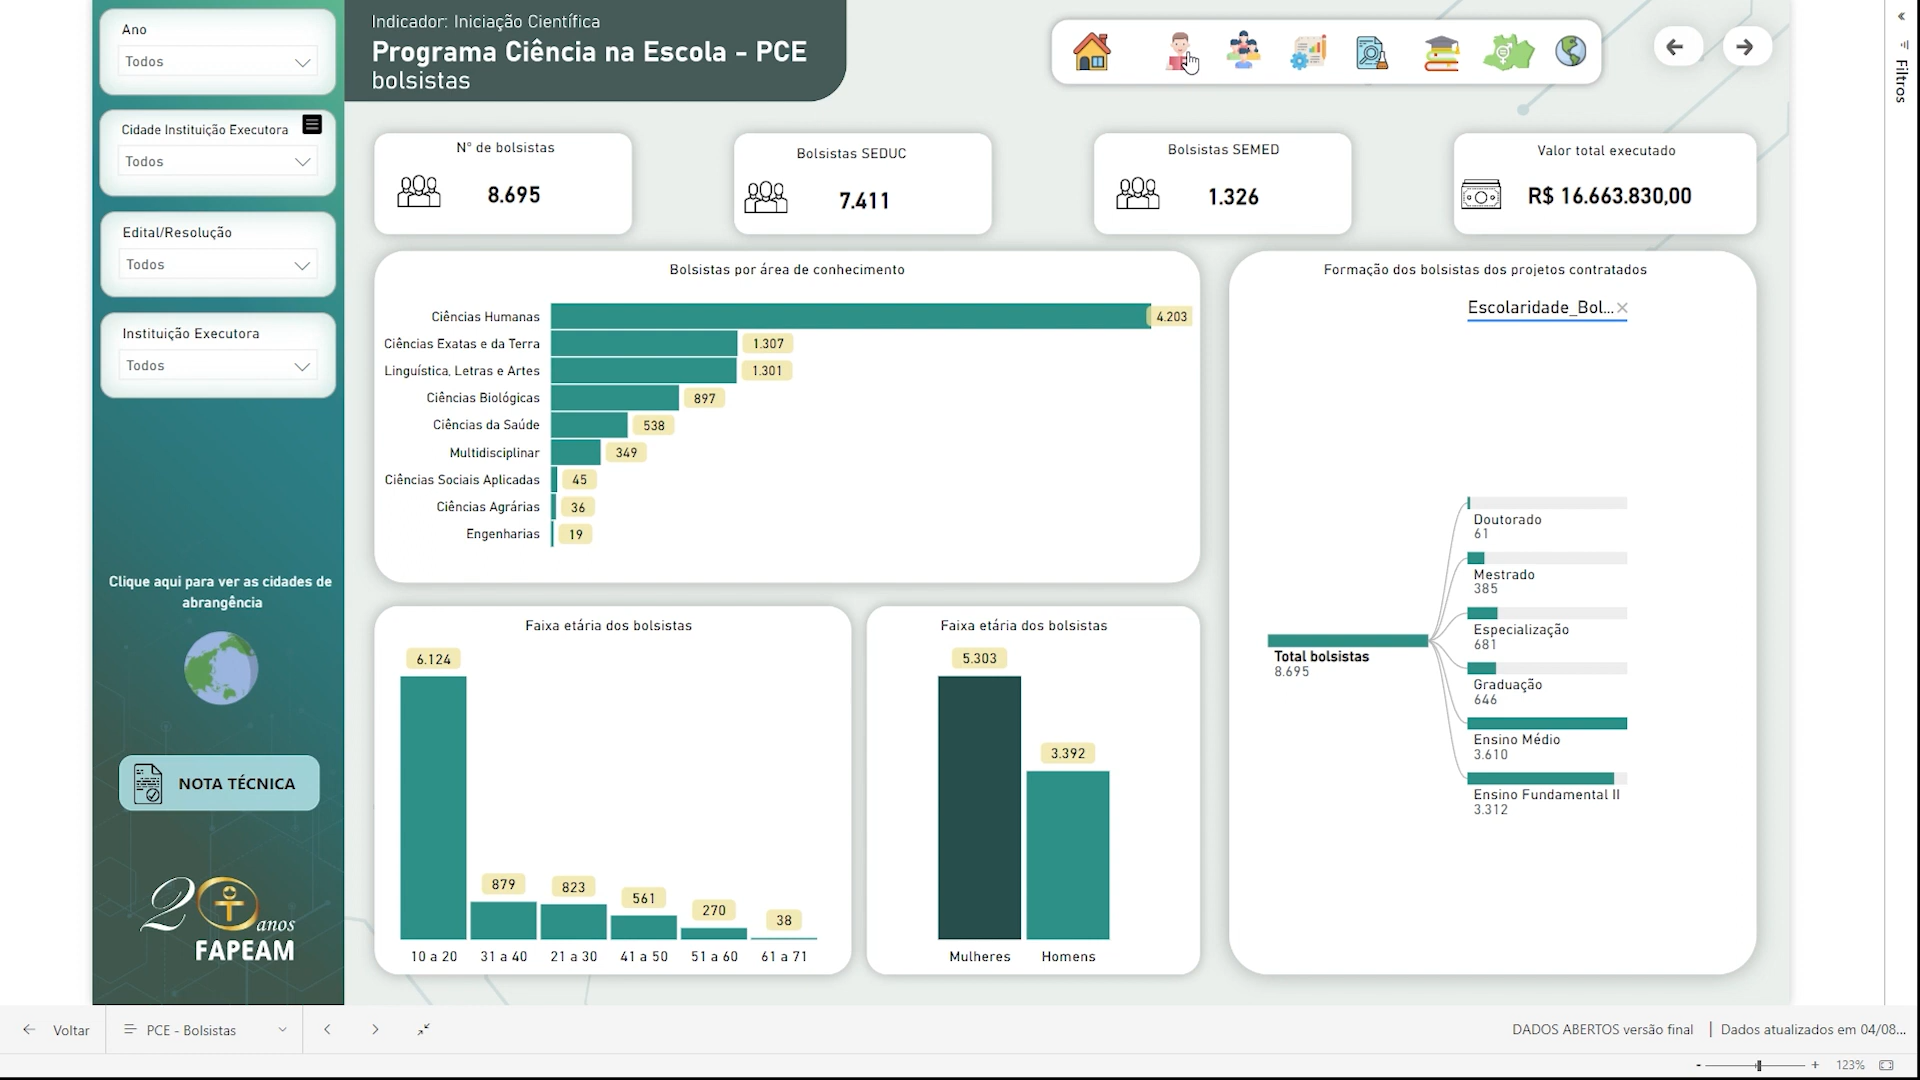 Ano
Todos
Cidade Instituição Executora
Todos
Edital/Resolução
Todos
Instituição Executora
Todos
Clique aqui para ver as cidades de
abrangência
NOTA TÉCNICA
20 anos
FAPEAM
Indicador: Iniciação Científica
Programa Ciência na Escola - PCE
bolsistas
Filtros
N° de bolsistas
8.695
Bolsistas SEDUC
7.411
Bolsistas SEMED
1.326
Valor total executado
R$ 16.663.830,00
Bolsistas por área de conhecimento
Ciências Humanas 4.203
Ciências Exatas e da Terra 1.307
Linguística, Letras e Artes 1.301
Ciências Biológicas 897
Ciências da Saúde 538
Multidisciplinar 349
Ciências Sociais Aplicadas 45
Ciências Agrárias 36
Engenharias 19
Faixa etária dos bolsistas
6.124 879 823 561 270 38
10 a 20 31 a 40 21 a 30 41 a 50 51 a 60 61 a 71
Faixa etária dos bolsistas
5.303 3.392
Mulheres Homens
Formação dos bolsistas dos projetos contratados
Escolaridade_Bol...
Total bolsistas
8.695
Doutorado
61
Mestrado
385
Especialização
681
Graduação
646
Ensino Médio
3.610
Ensino Fundamental II
3.312
Voltar
PCE - Bolsistas
DADOS ABERTOS versão final | Dados atualizados em 04/08...
- + 123%